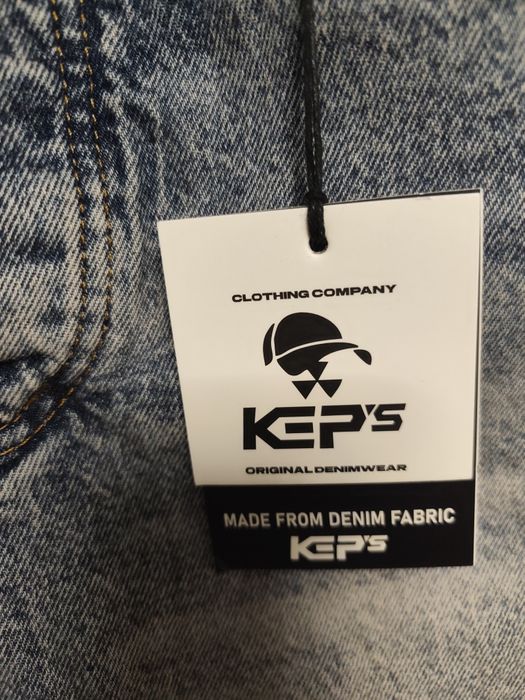 CLOTHING COMPANY
KEP'S
ORIGINAL DENIMWEAR
MADE FROM DENIM FABRIC
KEP'S